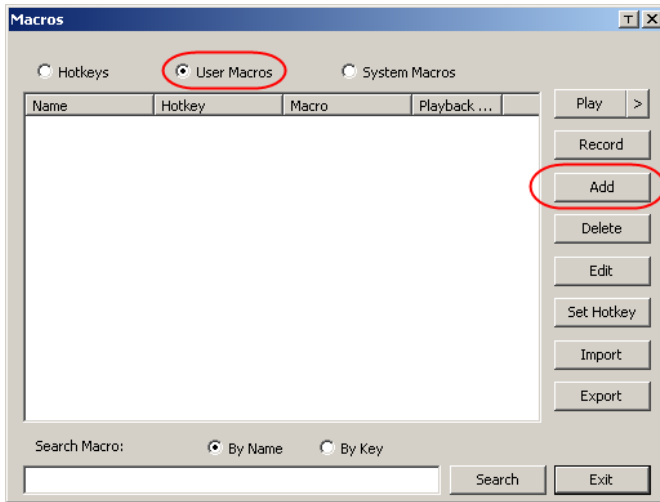 Macros
Hotkeys User Macros System Macros
Name Hotkey Macro Playback ...
Play >
Record
Add
Delete
Edit
Set Hotkey
Import
Export
Search Macro: By Name By Key
Search Exit